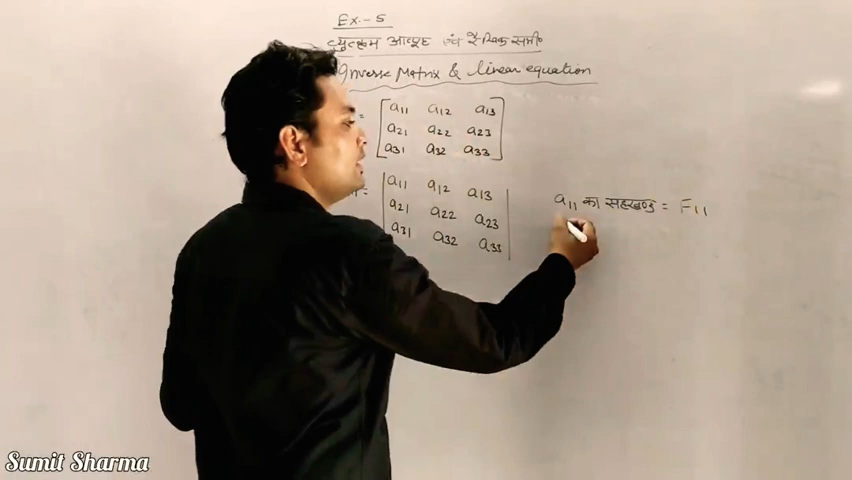 Ex.- 5
व्युत्क्रम आव्यूह एवं रैखिक समी०
Inverse Matrix & linear equation
= [ a11 a12 a13
a21 a22 a23
a31 a32 a33 ]
= | a11 a12 a13
a21 a22 a23
a31 a32 a33 |
a11 का सहखण्ड = F11
Sumit Sharma